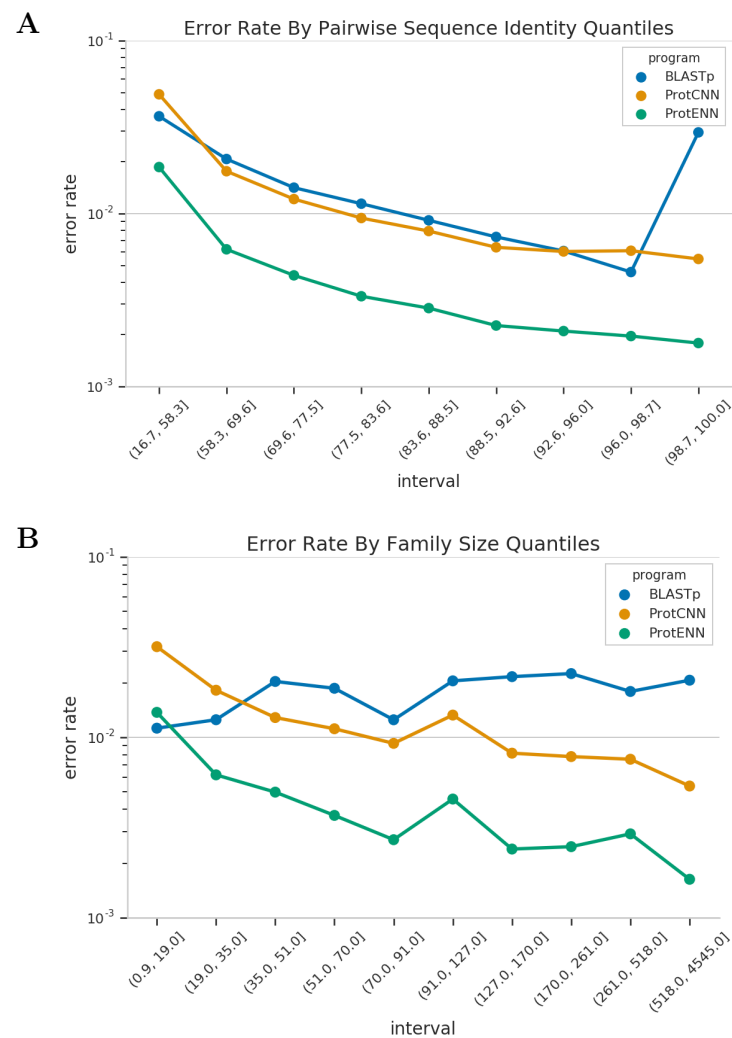 A
Error Rate By Pairwise Sequence Identity Quantiles
10-1
program
BLASTp
ProtCNN
ProtENN
error rate
10-2
10-3
(16.7, 58.3]
(58.3, 69.6]
(69.6, 77.5]
(77.5, 83.6]
(83.6, 88.5]
(88.5, 92.6]
(92.6, 96.0]
(96.0, 98.7]
(98.7, 100.0]
interval
B
Error Rate By Family Size Quantiles
10-1
program
BLASTp
ProtCNN
ProtENN
error rate
10-2
10-3
(0.9, 19.0]
(19.0, 35.0]
(35.0, 51.0]
(51.0, 70.0]
(70.0, 91.0]
(91.0, 127.0]
(127.0, 170.0]
(170.0, 261.0]
(261.0, 518.0]
(518.0, 4545.0]
interval